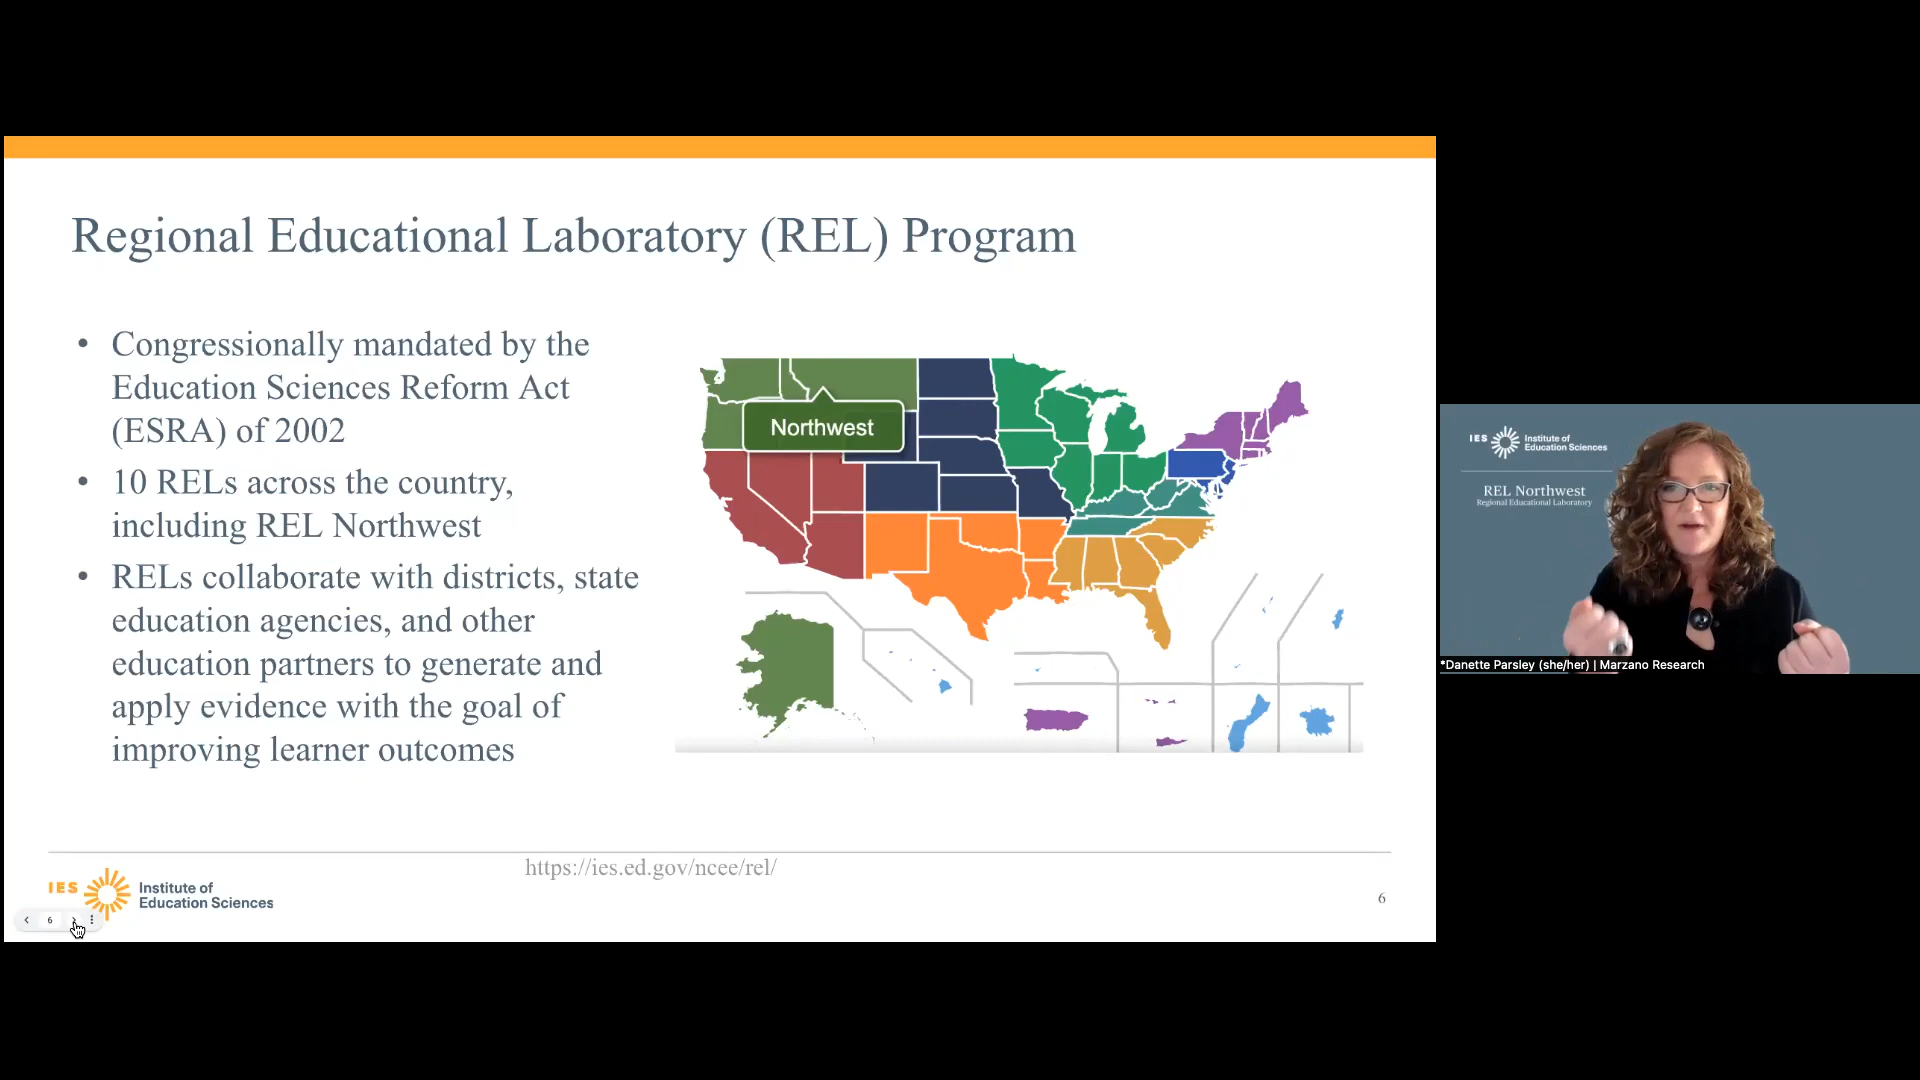 Regional Educational Laboratory (REL) Program
• Congressionally mandated by the
Education Sciences Reform Act
(ESRA) of 2002
• 10 RELs across the country,
including REL Northwest
• RELs collaborate with districts, state
education agencies, and other
education partners to generate and
apply evidence with the goal of
improving learner outcomes
Northwest
https://ies.ed.gov/ncee/rel/
IES Institute of
Education Sciences
6
6
IES Institute of
Education Sciences
REL Northwest
Regional Educational Laboratory
*Danette Parsley (she/her) | Marzano Research